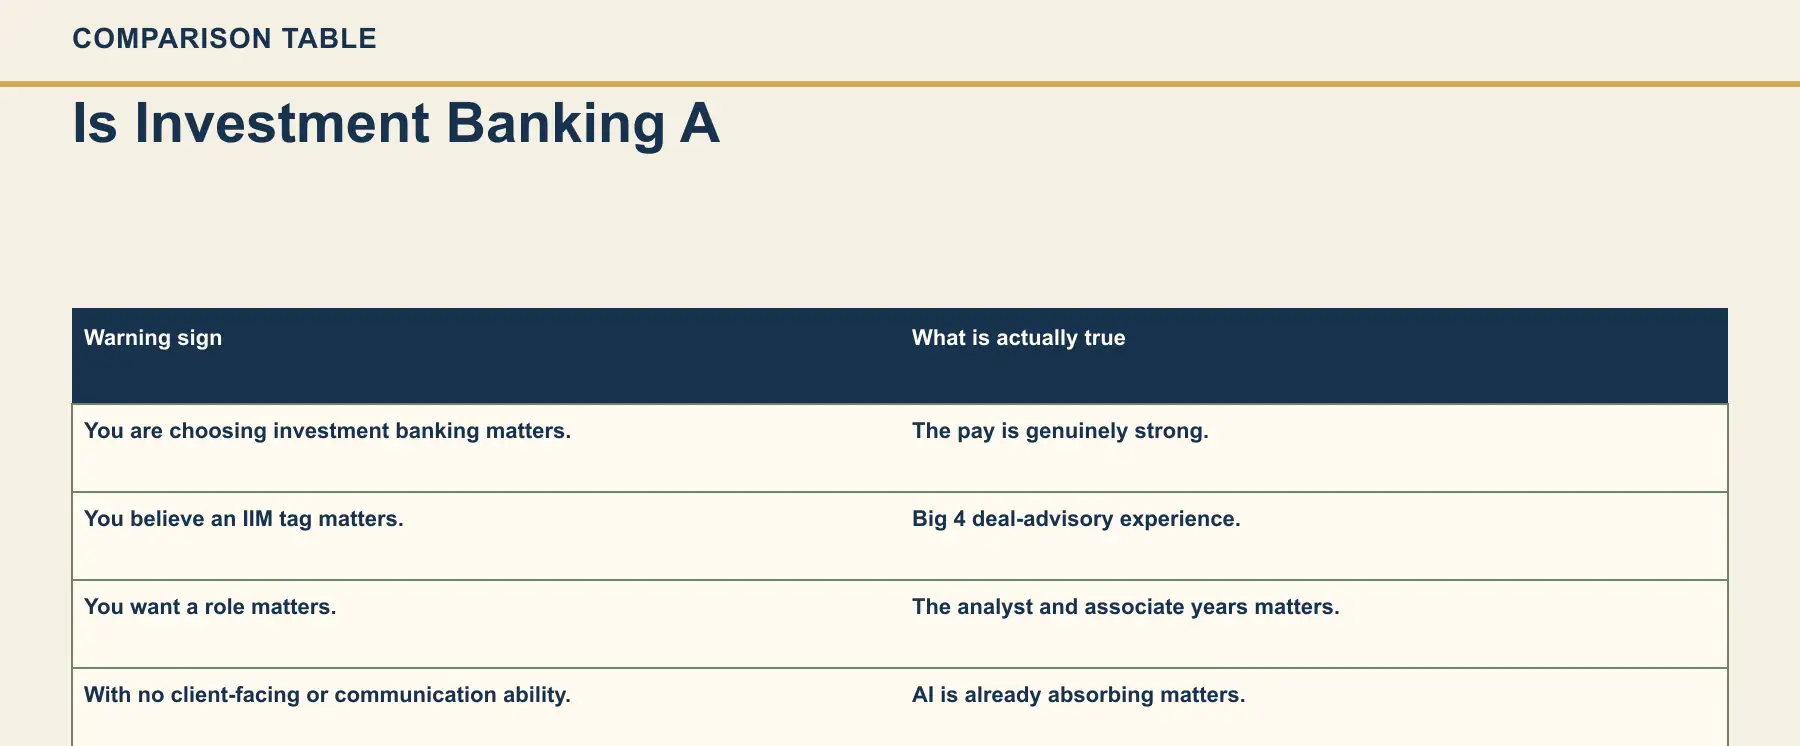 COMPARISON TABLE
Is Investment Banking A
Warning sign
What is actually true
You are choosing investment banking matters.
The pay is genuinely strong.
You believe an IIM tag matters.
Big 4 deal-advisory experience.
You want a role matters.
The analyst and associate years matters.
With no client-facing or communication ability.
AI is already absorbing matters.